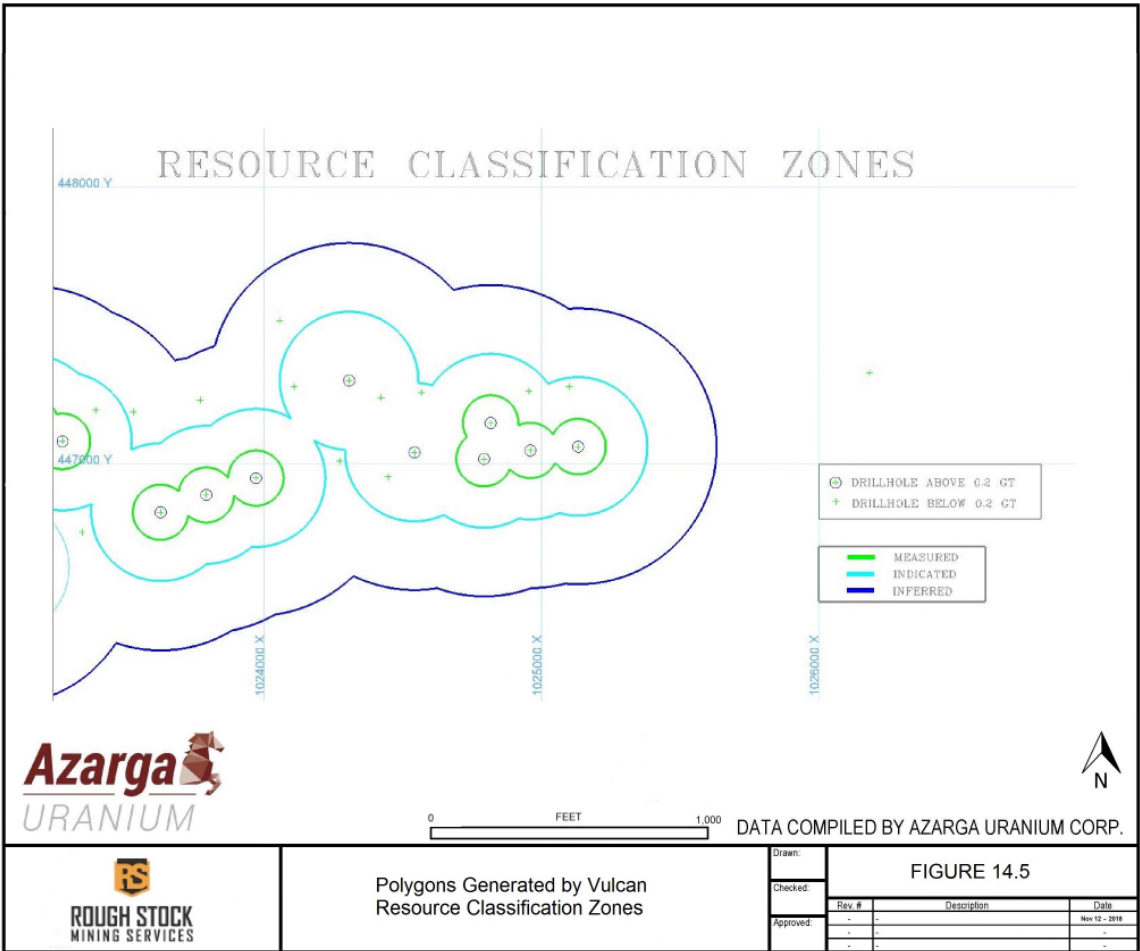 RESOURCE CLASSIFICATION ZONES
448000 Y
447000 Y
DRILLHOLE ABOVE 0.2 GT
DRILLHOLE BELOW 0.2 GT
MEASURED
INDICATED
INFERRED
1024000 X
1025000 X
1026000 X
Azarga
URANIUM
N
0 FEET 1,000
DATA COMPILED BY AZARGA URANIUM CORP.
RS
ROUGH STOCK
MINING SERVICES
Polygons Generated by Vulcan
Resource Classification Zones
Drawn:
Checked:
Approved:
FIGURE 14.5
Rev. # Description Date
- - Nov 12 - 2018
- - -
- - -